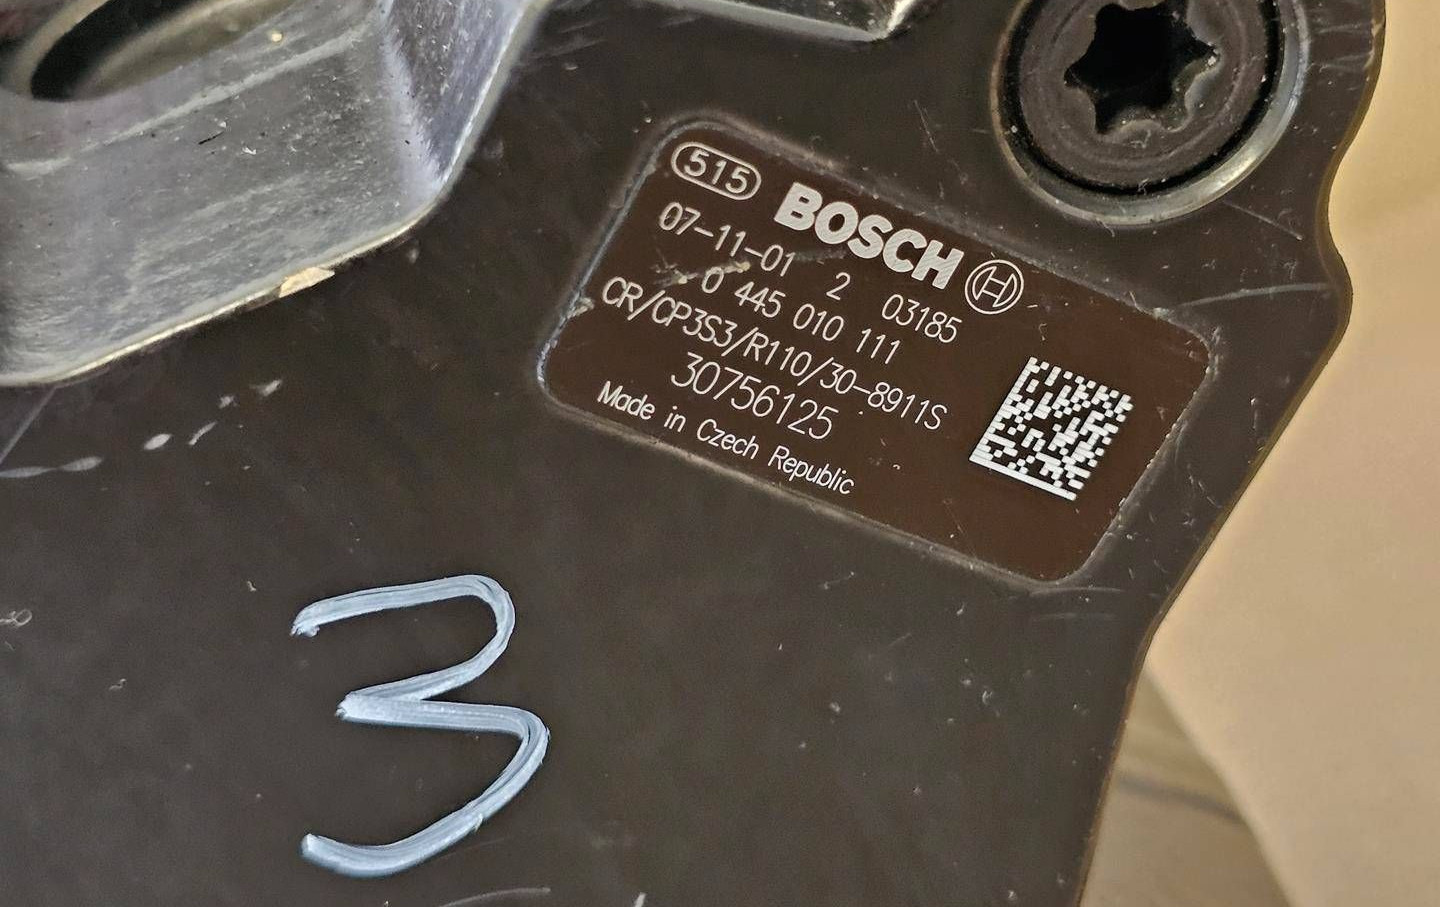 515 BOSCH
07-11-01 2 03185
0 445 010 111
CR/CP3S3/R110/30-8911S
30756125
Made in Czech Republic
3